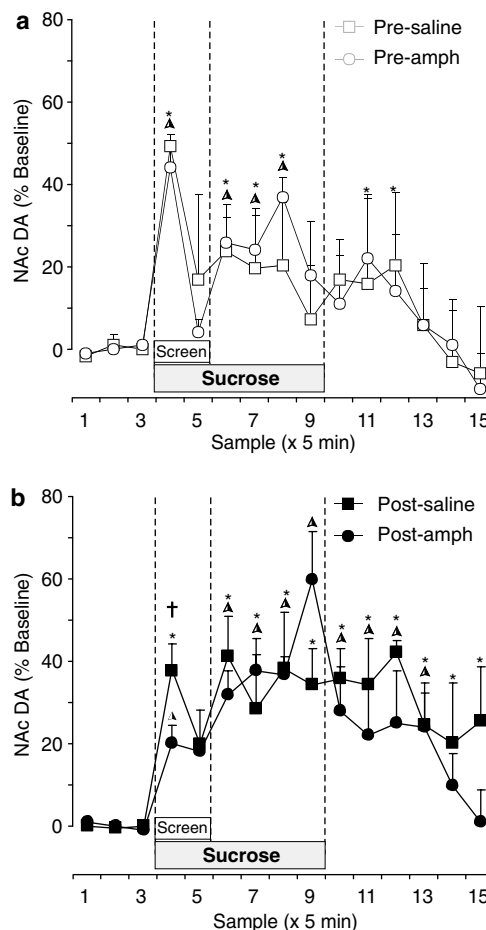 a
Pre-saline
Pre-amph
NAc DA (% Baseline)
80
60
40
20
0
*
*
*
*
*
*
Screen
Sucrose
1 3 5 7 9 11 13 15
Sample (x 5 min)
b
Post-saline
Post-amph
NAc DA (% Baseline)
80
60
40
20
0
†
*
*
*
*
*
*
*
*
*
*
*
Screen
Sucrose
1 3 5 7 9 11 13 15
Sample (x 5 min)